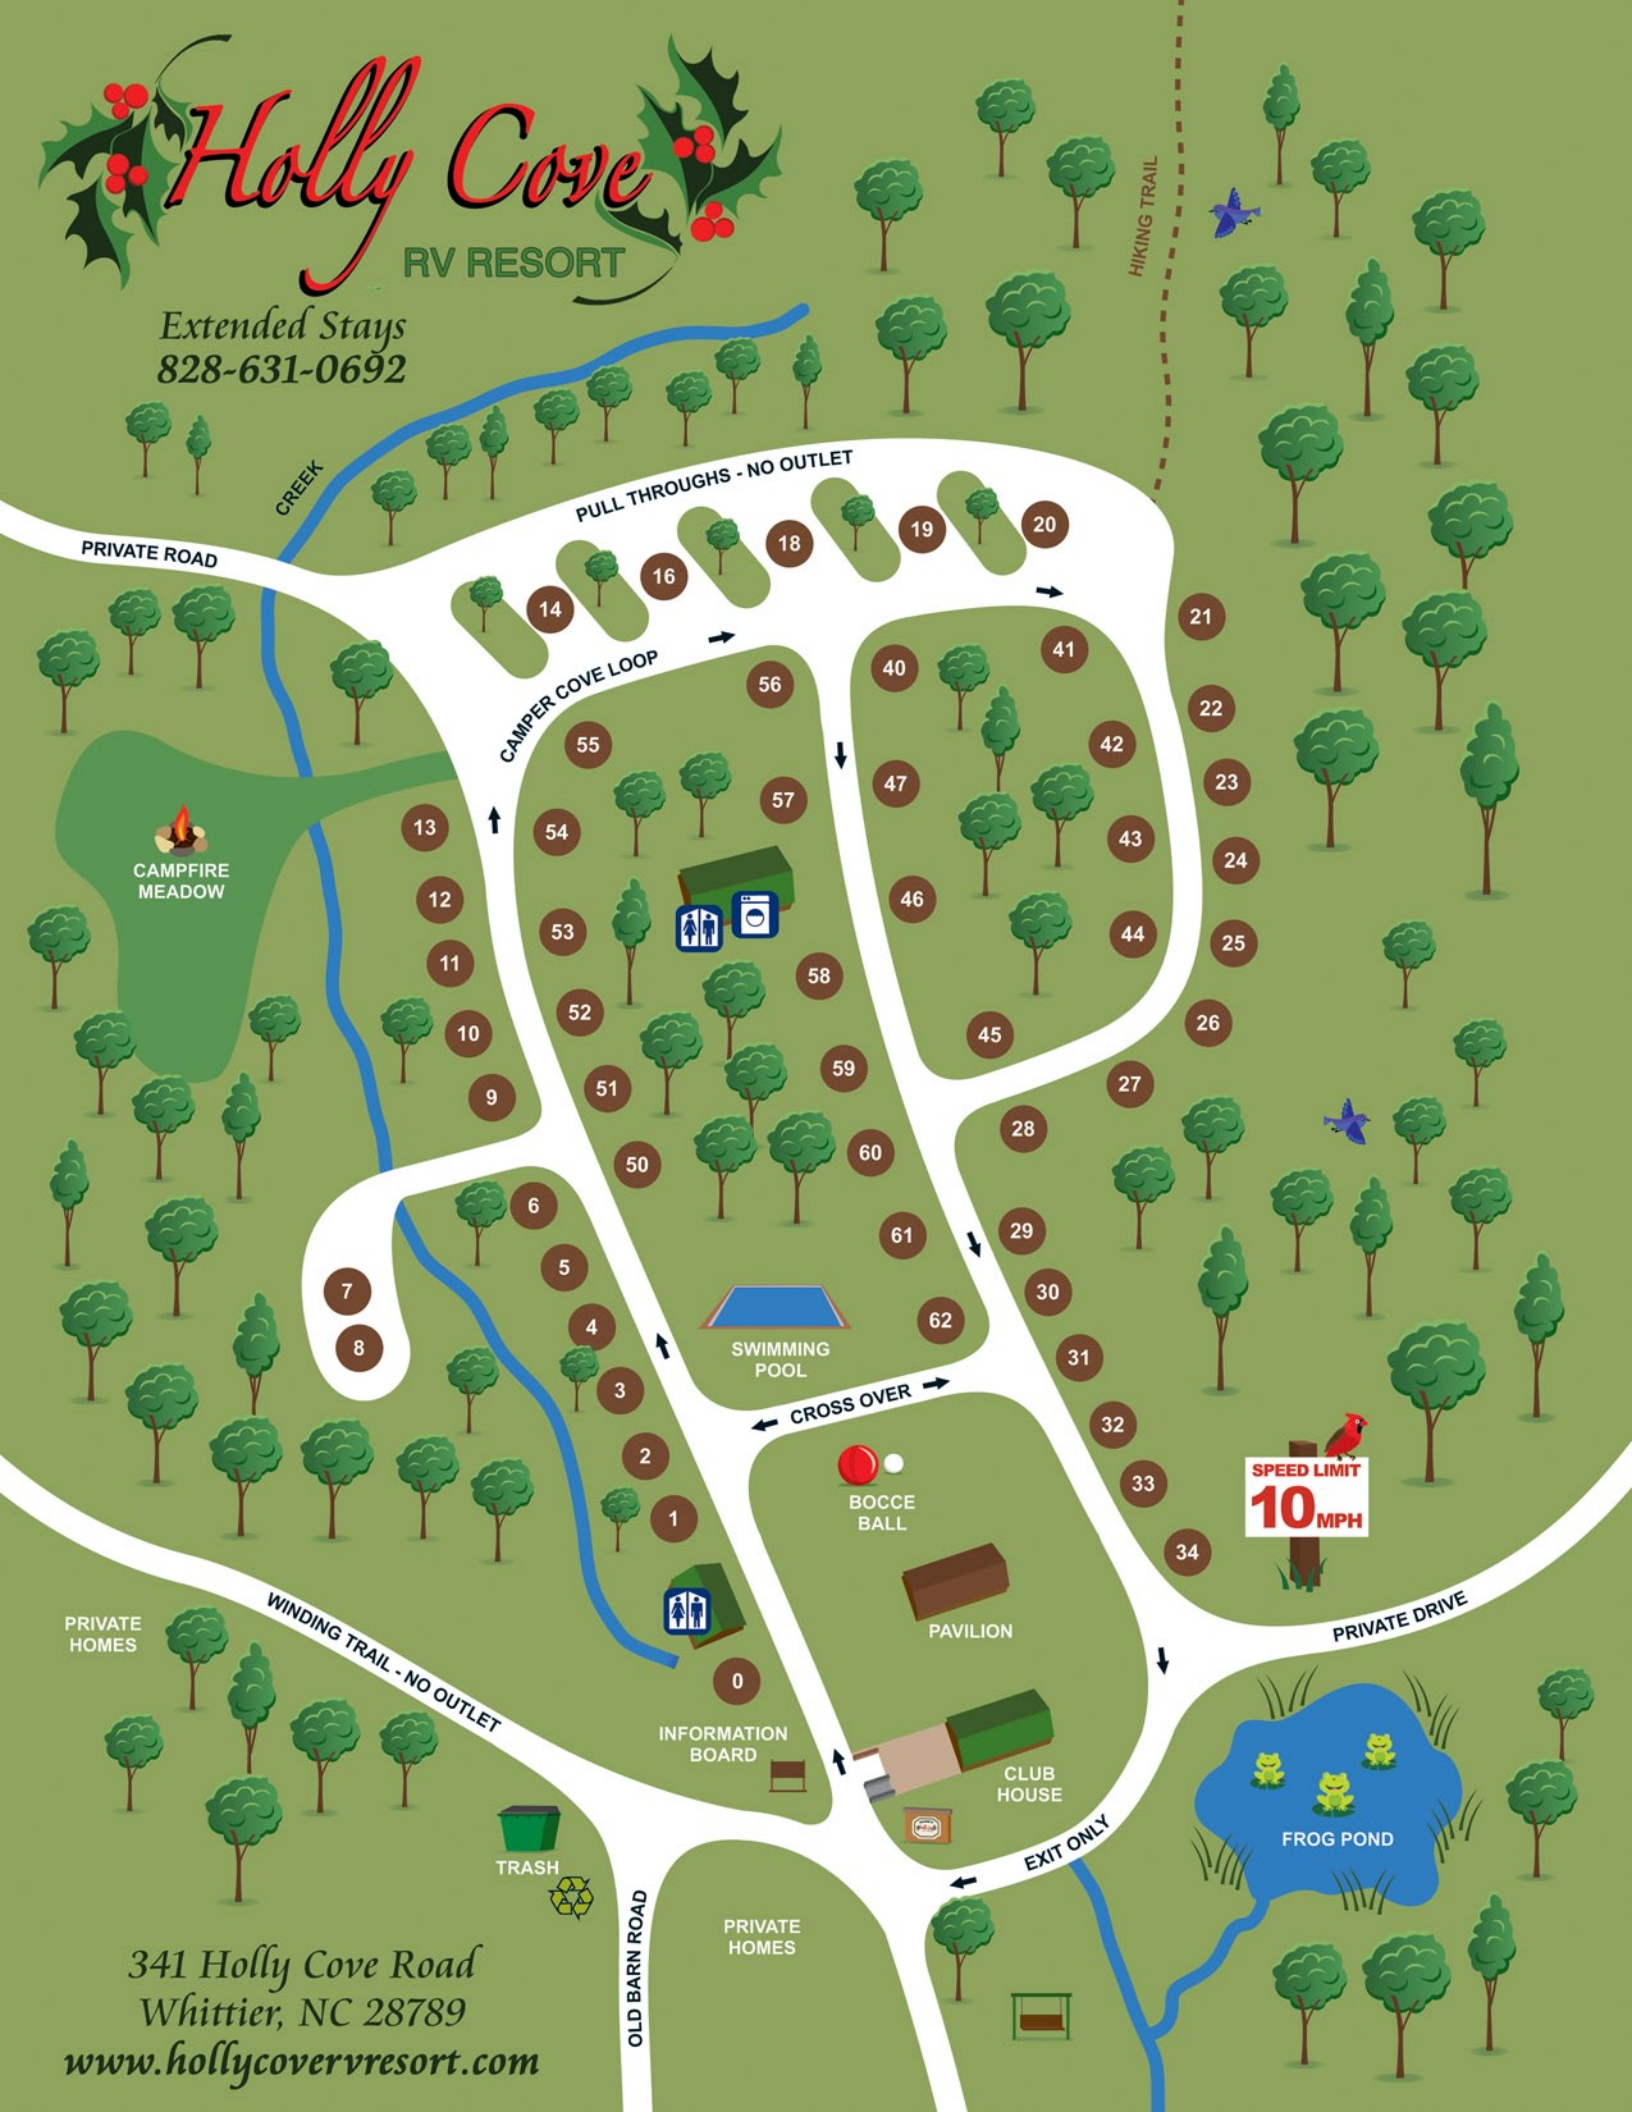 Holly Cove
RV RESORT
Extended Stays
828-631-0692
HIKING TRAIL
CREEK
PULL THROUGHS - NO OUTLET
PRIVATE ROAD
20
19
18
16
14
21
CAMPER COVE LOOP
41
40
56
22
55
42
47
23
57
13
54
43
24
CAMPFIRE
MEADOW
12
46
53
44
25
11
58
52
26
10
45
59
27
51
9
28
60
50
6
29
61
5
7
30
62
4
8
SWIMMING
POOL
31
3
CROSS OVER
32
2
33
SPEED LIMIT
10 MPH
BOCCE
BALL
1
34
PAVILION
PRIVATE DRIVE
PRIVATE
HOMES
WINDING TRAIL - NO OUTLET
0
INFORMATION
BOARD
CLUB
HOUSE
FROG POND
EXIT ONLY
TRASH
OLD BARN ROAD
PRIVATE
HOMES
341 Holly Cove Road
Whittier, NC 28789
www.hollycovervresort.com